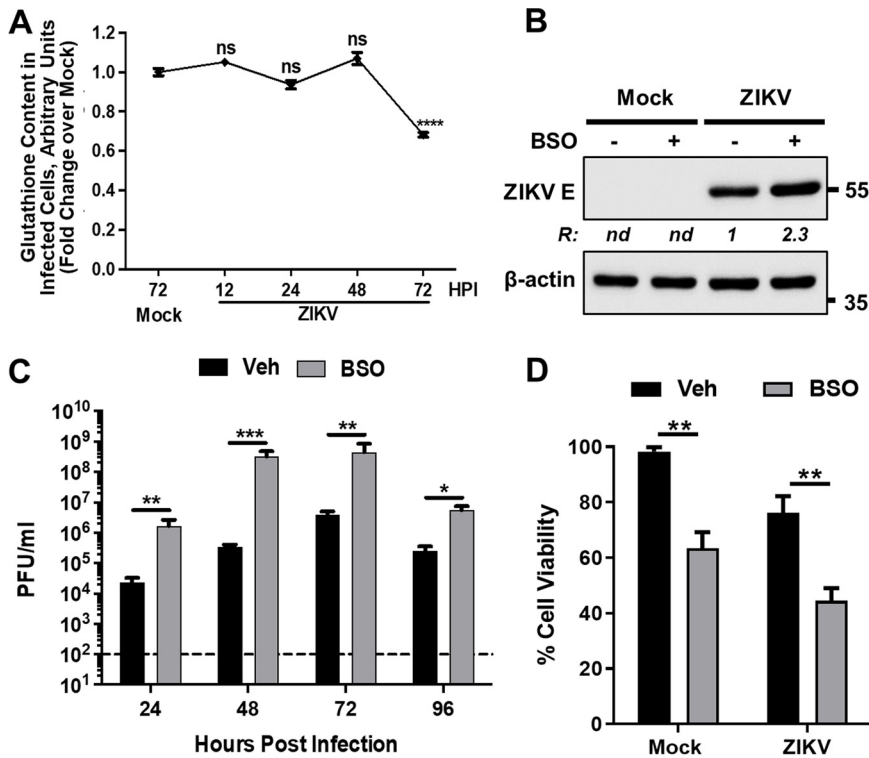 A
Glutathione Content in
Infected Cells, Arbitrary Units
(Fold Change over Mock)
1.2
1.0
0.8
0.6
0.4
0.2
0.0
ns
ns
ns
****
72 12 24 48 72 HPI
Mock ZIKV
B
Mock ZIKV
BSO - + - +
ZIKV E
55
R: nd nd 1 2.3
β-actin
35
C
Veh BSO
PFU/ml
10^10
10^9
10^8
10^7
10^6
10^5
10^4
10^3
10^2
10^1
**
***
**
*
24 48 72 96
Hours Post Infection
D
Veh BSO
% Cell Viability
100
80
60
40
20
0
**
**
Mock ZIKV